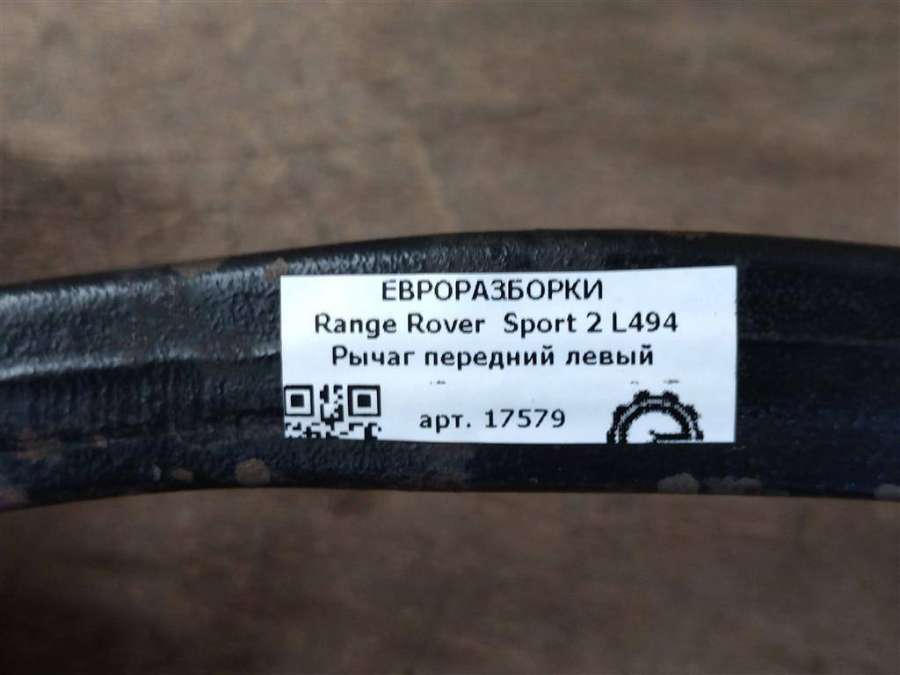 ЕВРОРАЗБОРКИ
Range Rover Sport 2 L494
Рычаг передний левый
арт. 17579